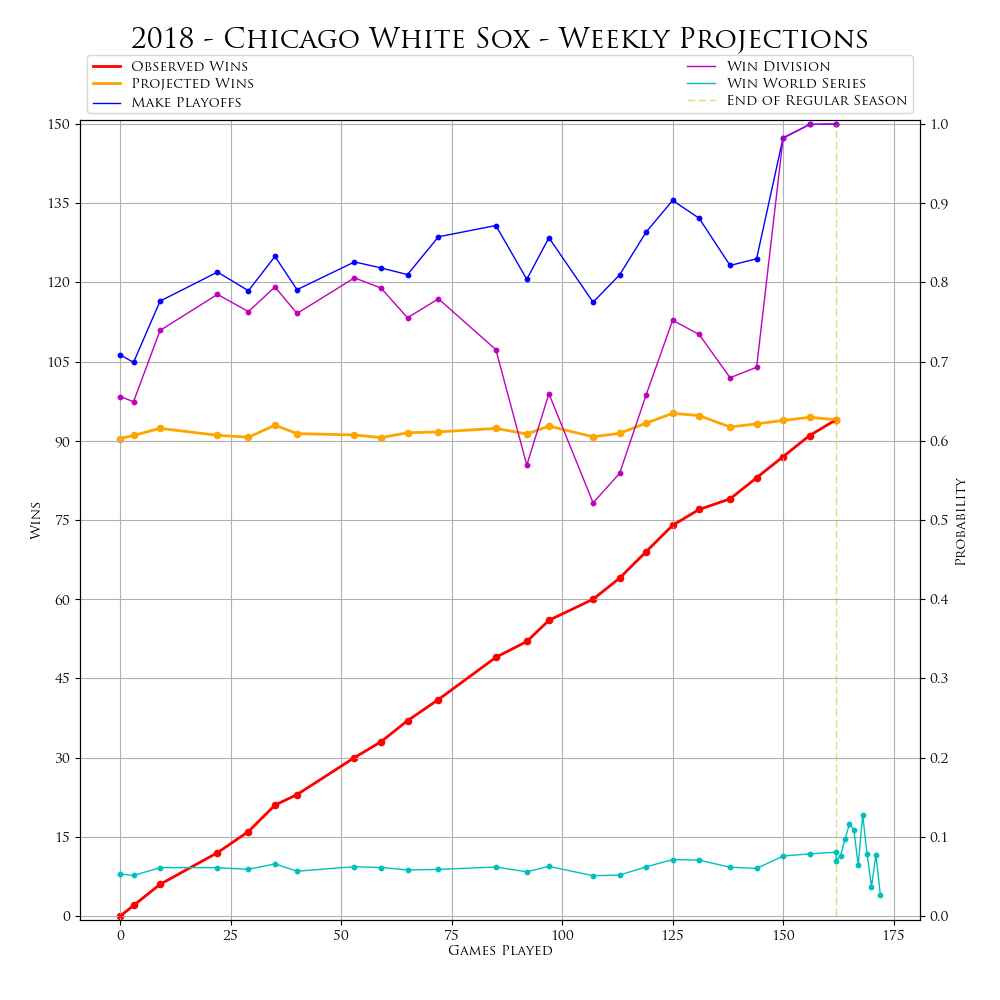 2018 - Chicago White Sox - Weekly Projections
Observed Wins
Projected Wins
Make Playoffs
Win Division
Win World Series
End of Regular Season
150
135
120
105
90
75
60
45
30
15
0
Wins
1.0
0.9
0.8
0.7
0.6
0.5
0.4
0.3
0.2
0.1
0.0
Probability
0 25 50 75 100 125 150 175
Games Played